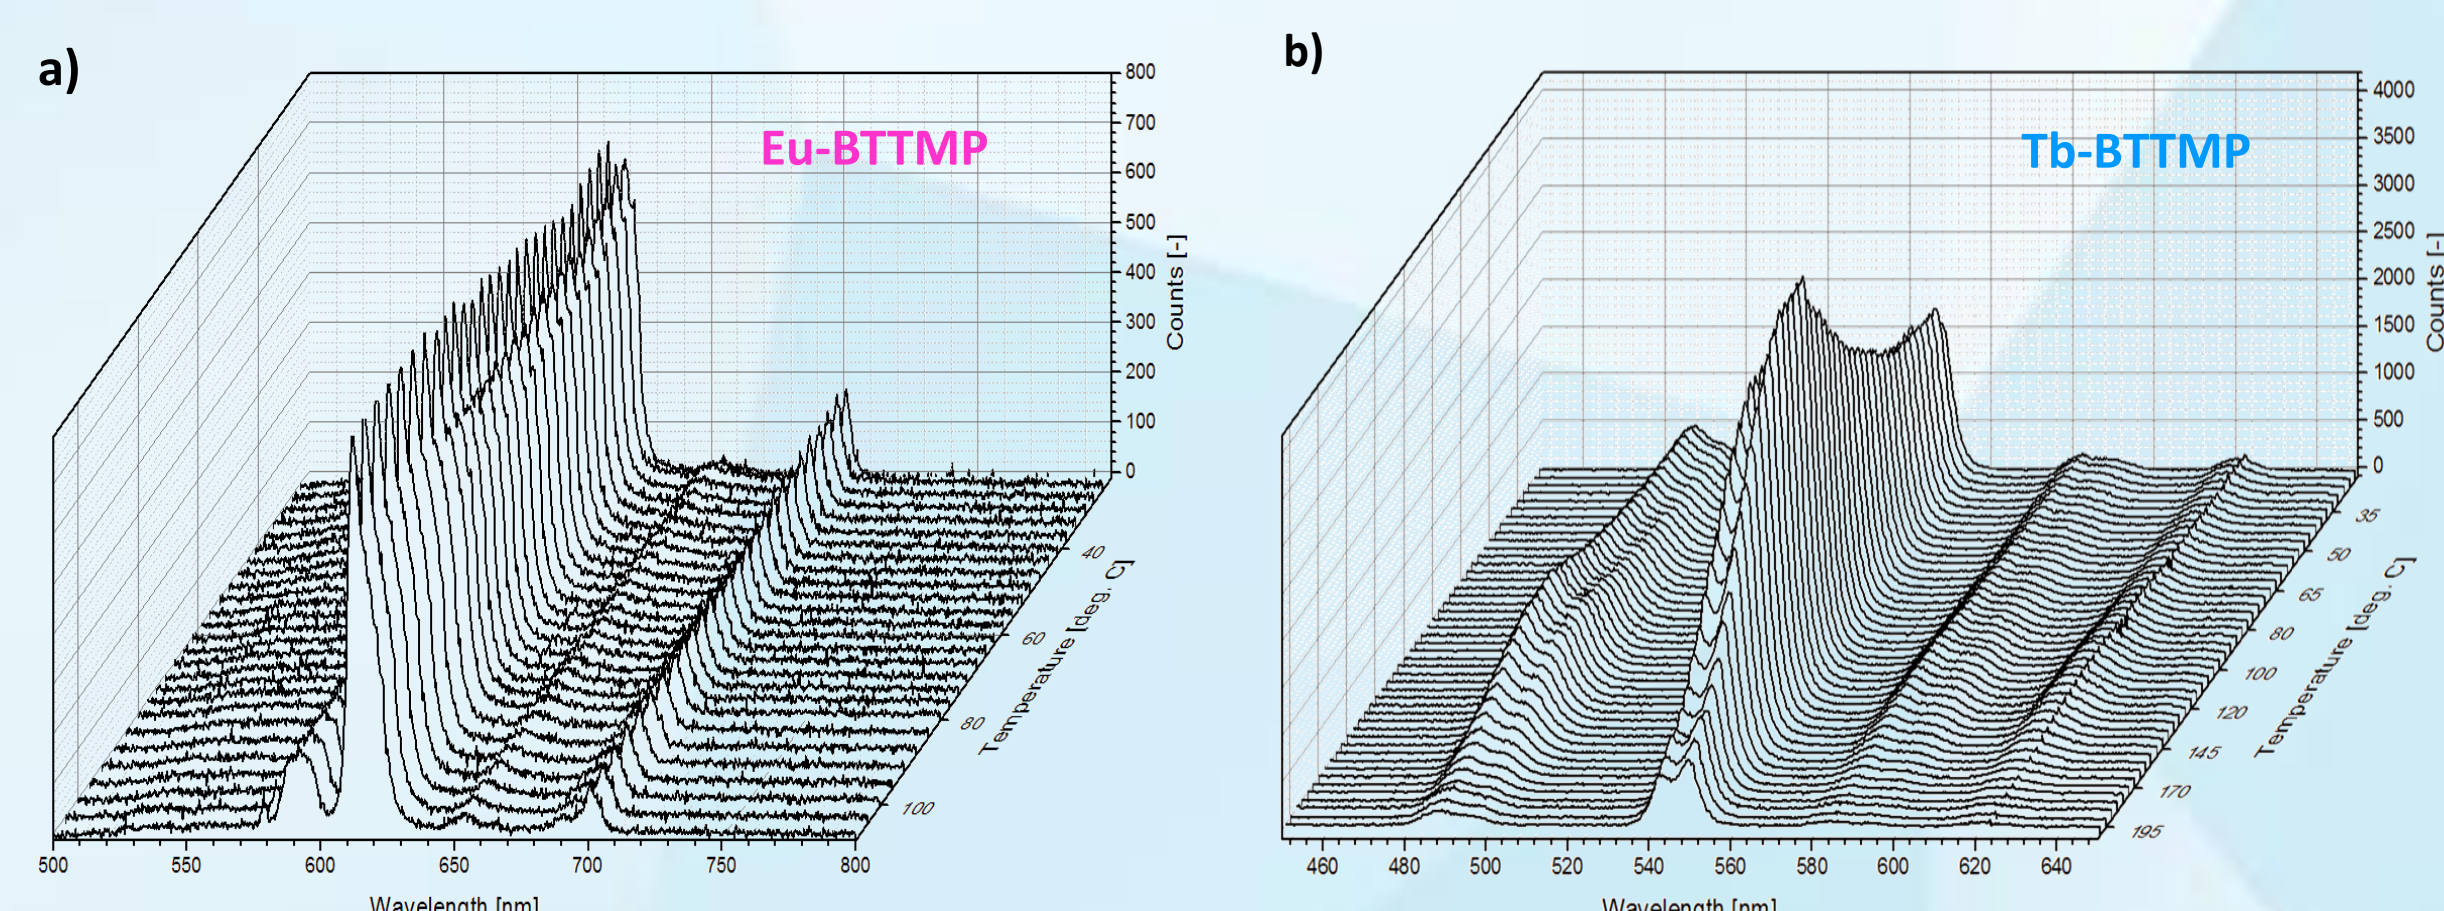 a)
Eu-BTTMP
800
700
600
500
400
300
200
100
0
Counts [-]
40
60
80
100
Temperature [deg. C]
500 550 600 650 700 750 800
Wavelength [nm]
b)
Tb-BTTMP
4000
3500
3000
2500
2000
1500
1000
500
0
Counts [-]
35
50
65
80
100
120
145
170
195
Temperature [deg. C]
460 480 500 520 540 560 580 600 620 640
Wavelength [nm]